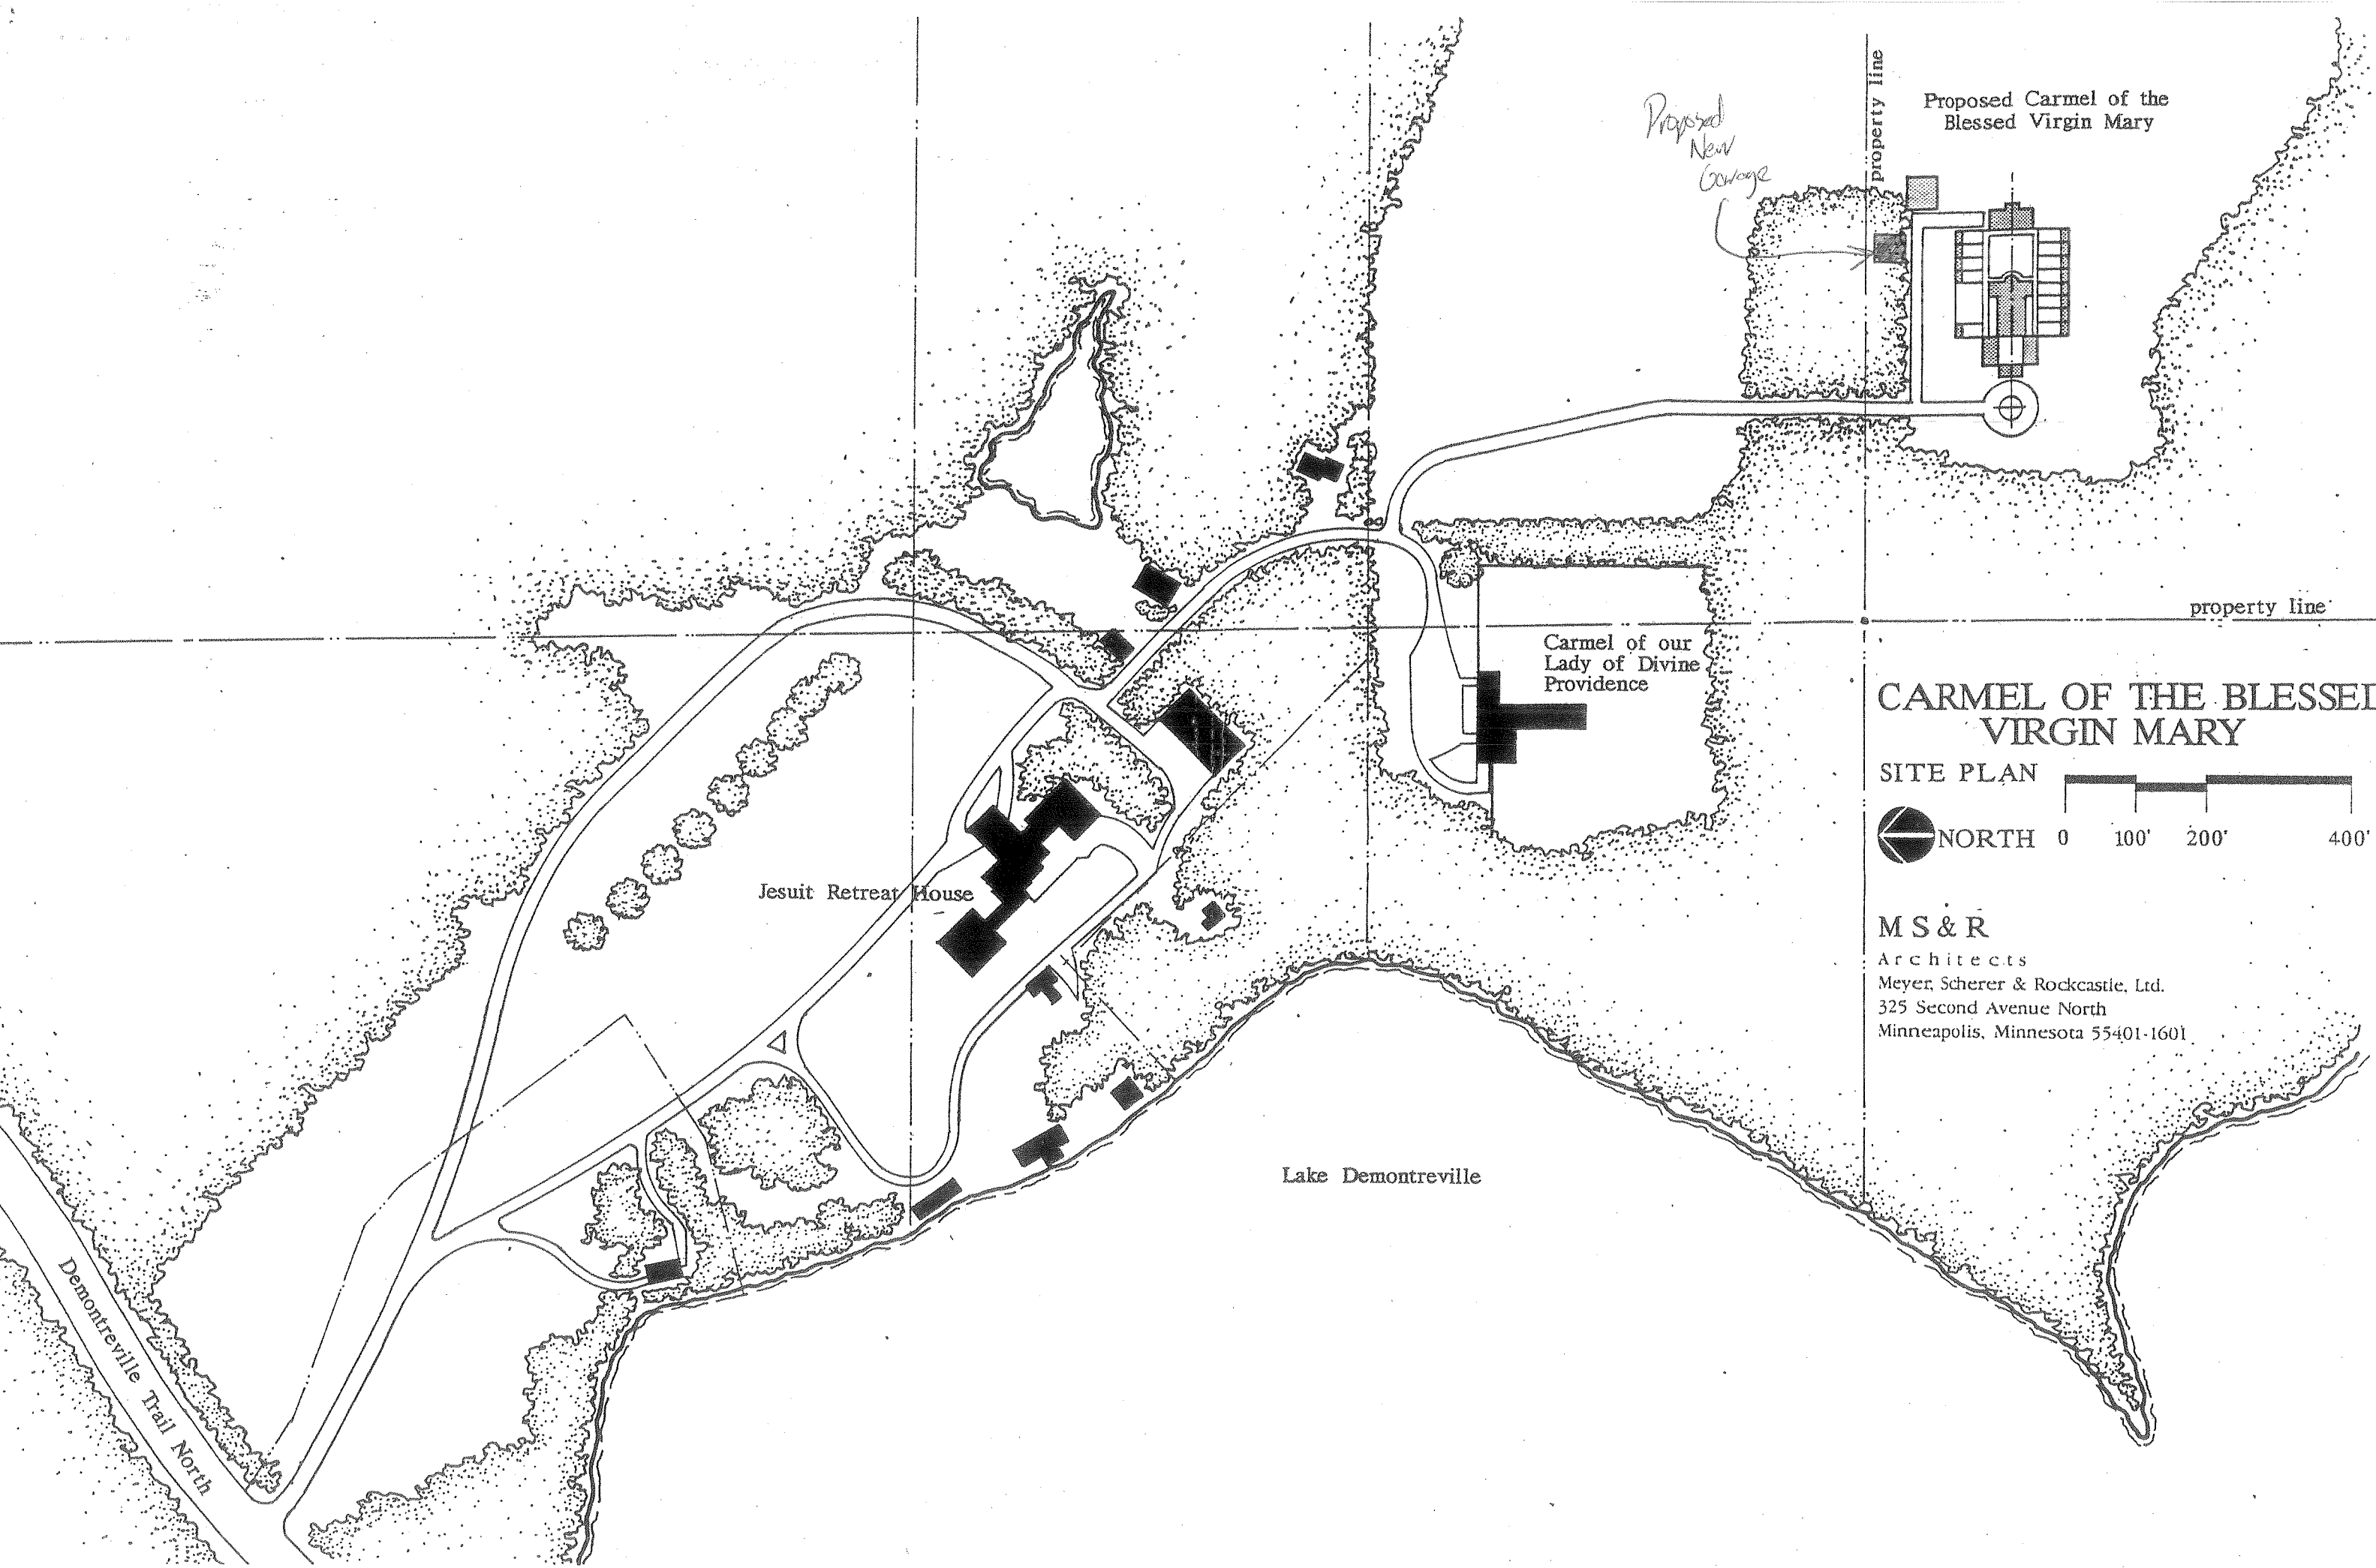 property line
Proposed Carmel of the
Blessed Virgin Mary
Proposed
New
Garage
property line
Carmel of our
Lady of Divine
Providence
CARMEL OF THE BLESSED
VIRGIN MARY
SITE PLAN
NORTH
0 100' 200' 400'
Jesuit Retreat House
MS&R
Architects
Meyer, Scherer & Rockcastle, Ltd.
325 Second Avenue North
Minneapolis, Minnesota 55401-1601
Lake Demontreville
Demontreville Trail North